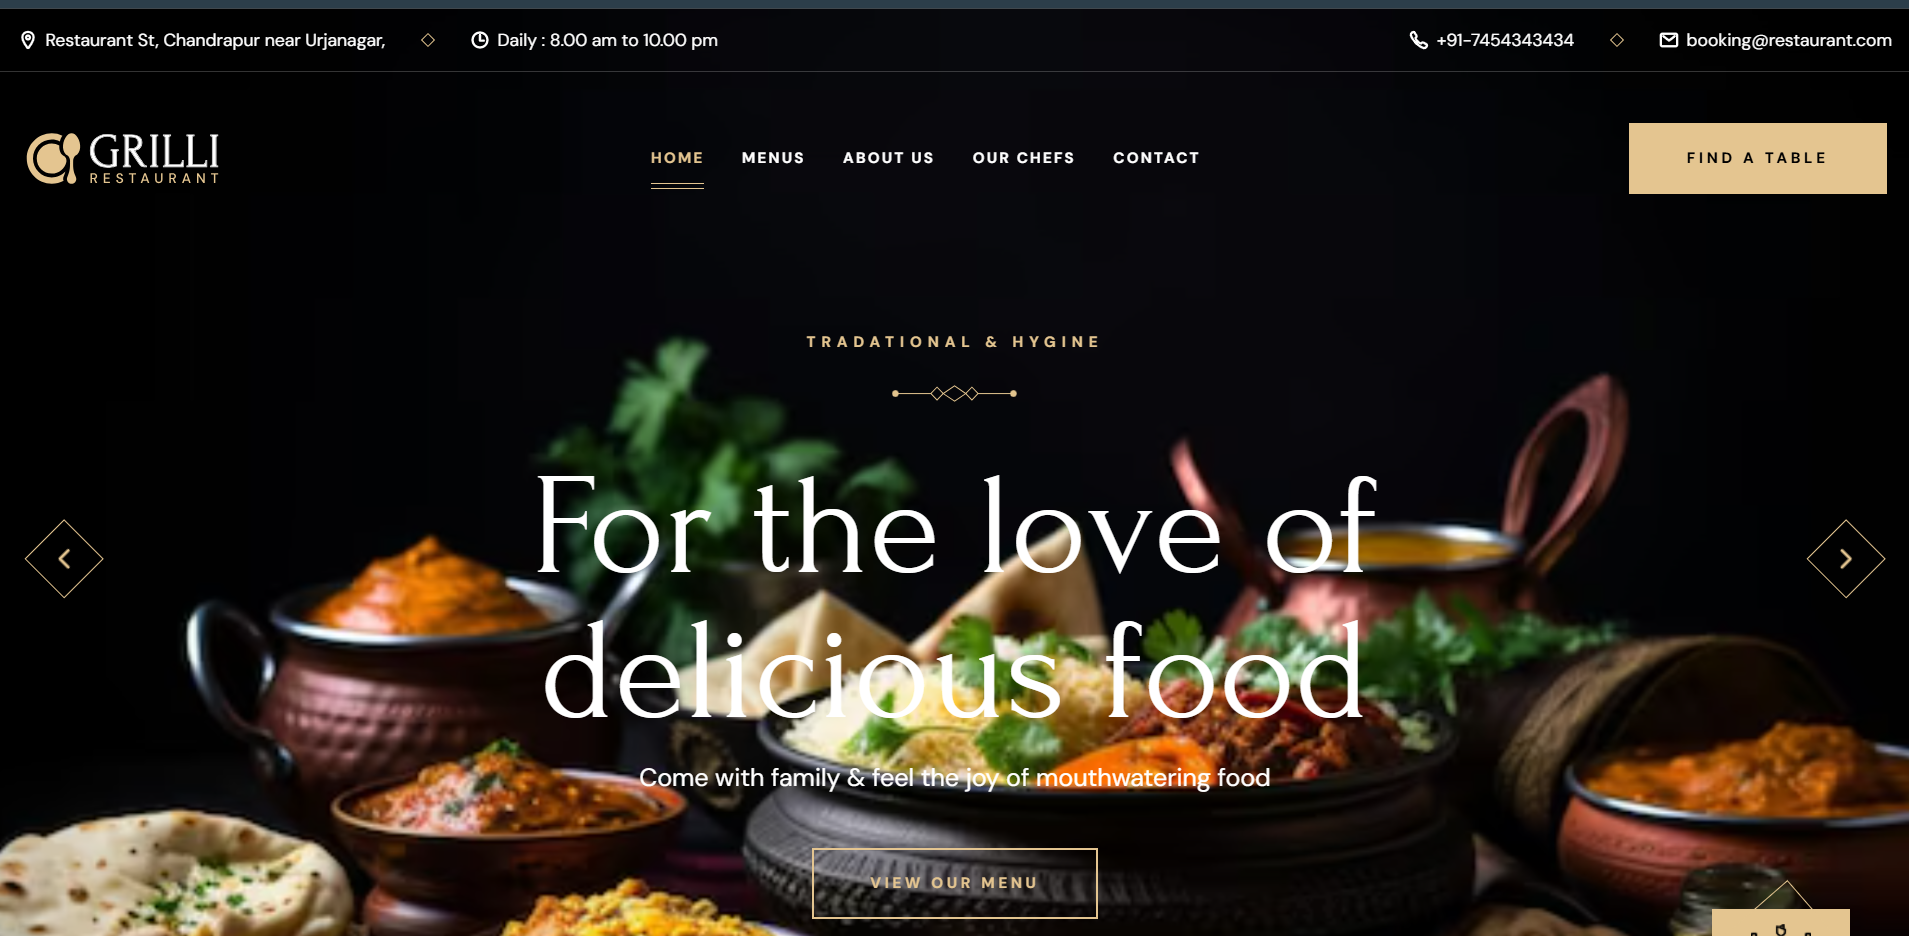 Restaurant St, Chandrapur near Urjanagar,
Daily : 8.00 am to 10.00 pm
+91-7454343434
booking@restaurant.com
GRILLI
RESTAURANT
HOME
MENUS
ABOUT US
OUR CHEFS
CONTACT
FIND A TABLE
TRADATIONAL & HYGINE
For the love of
delicious food
Come with family & feel the joy of mouthwatering food
VIEW OUR MENU